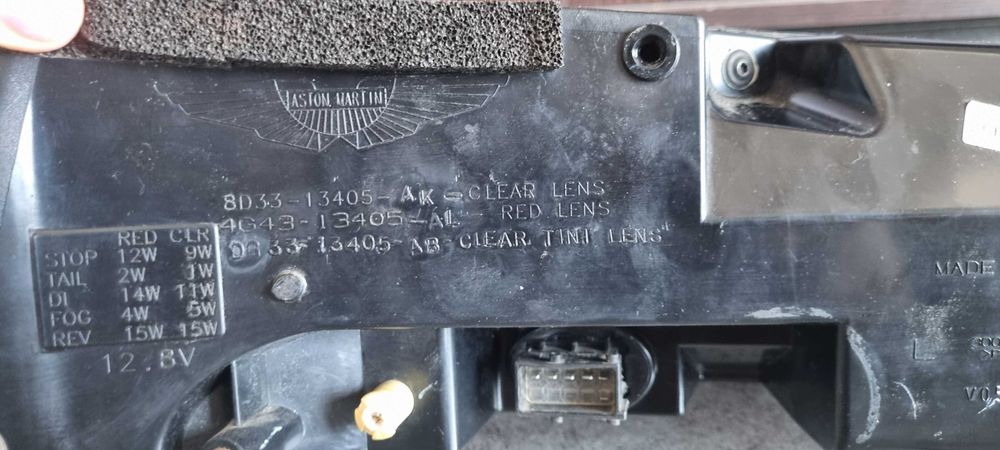 ASTON MARTIN
8D33-13405-AK-CLEAR LENS
4G43-13405-AL- RED LENS
33-13405-AB-CLEAR TINT LENS
RED CLR
STOP 12W 9W
TAIL 2W 1W
DI 14W 11W
FOG 4W 5W
REV 15W 15W
12.8V
MADE
L